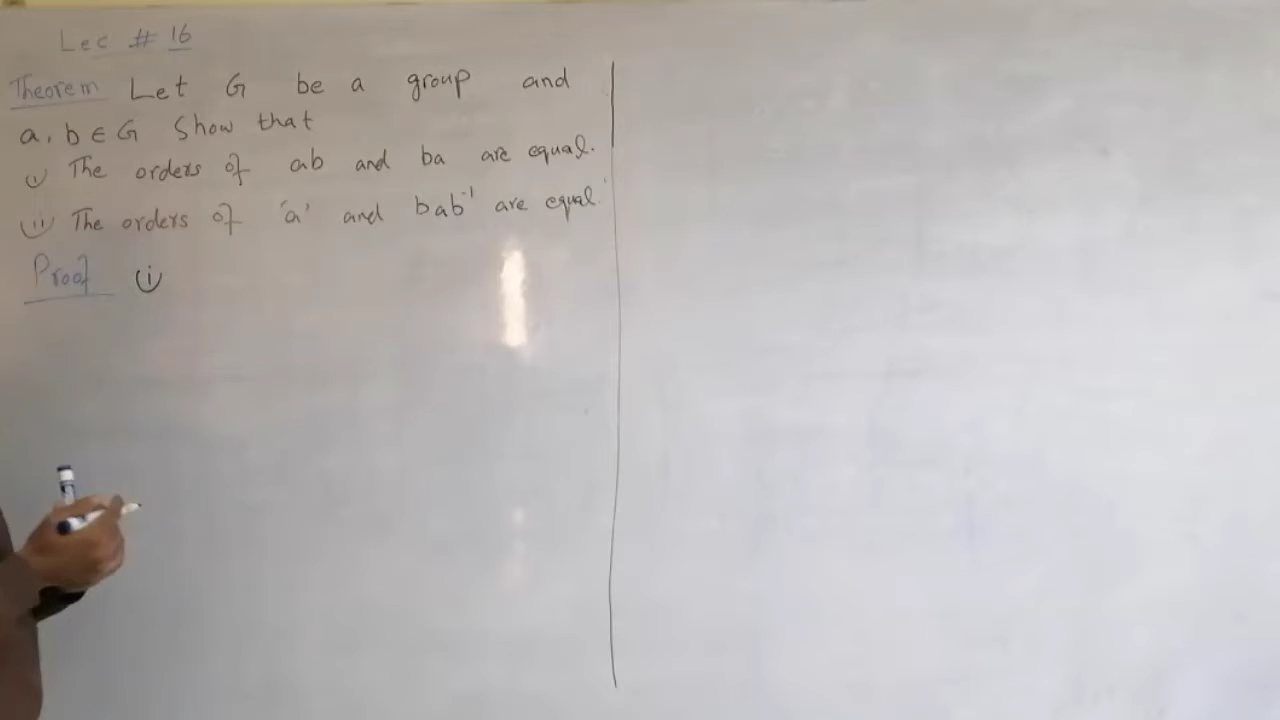 Lec # 16
Theorem Let G be a group and
a, b ∈ G Show that
(i) The orders of ab and ba are equal.
(ii) The orders of 'a' and bab⁻¹ are equal.
Proof (i)